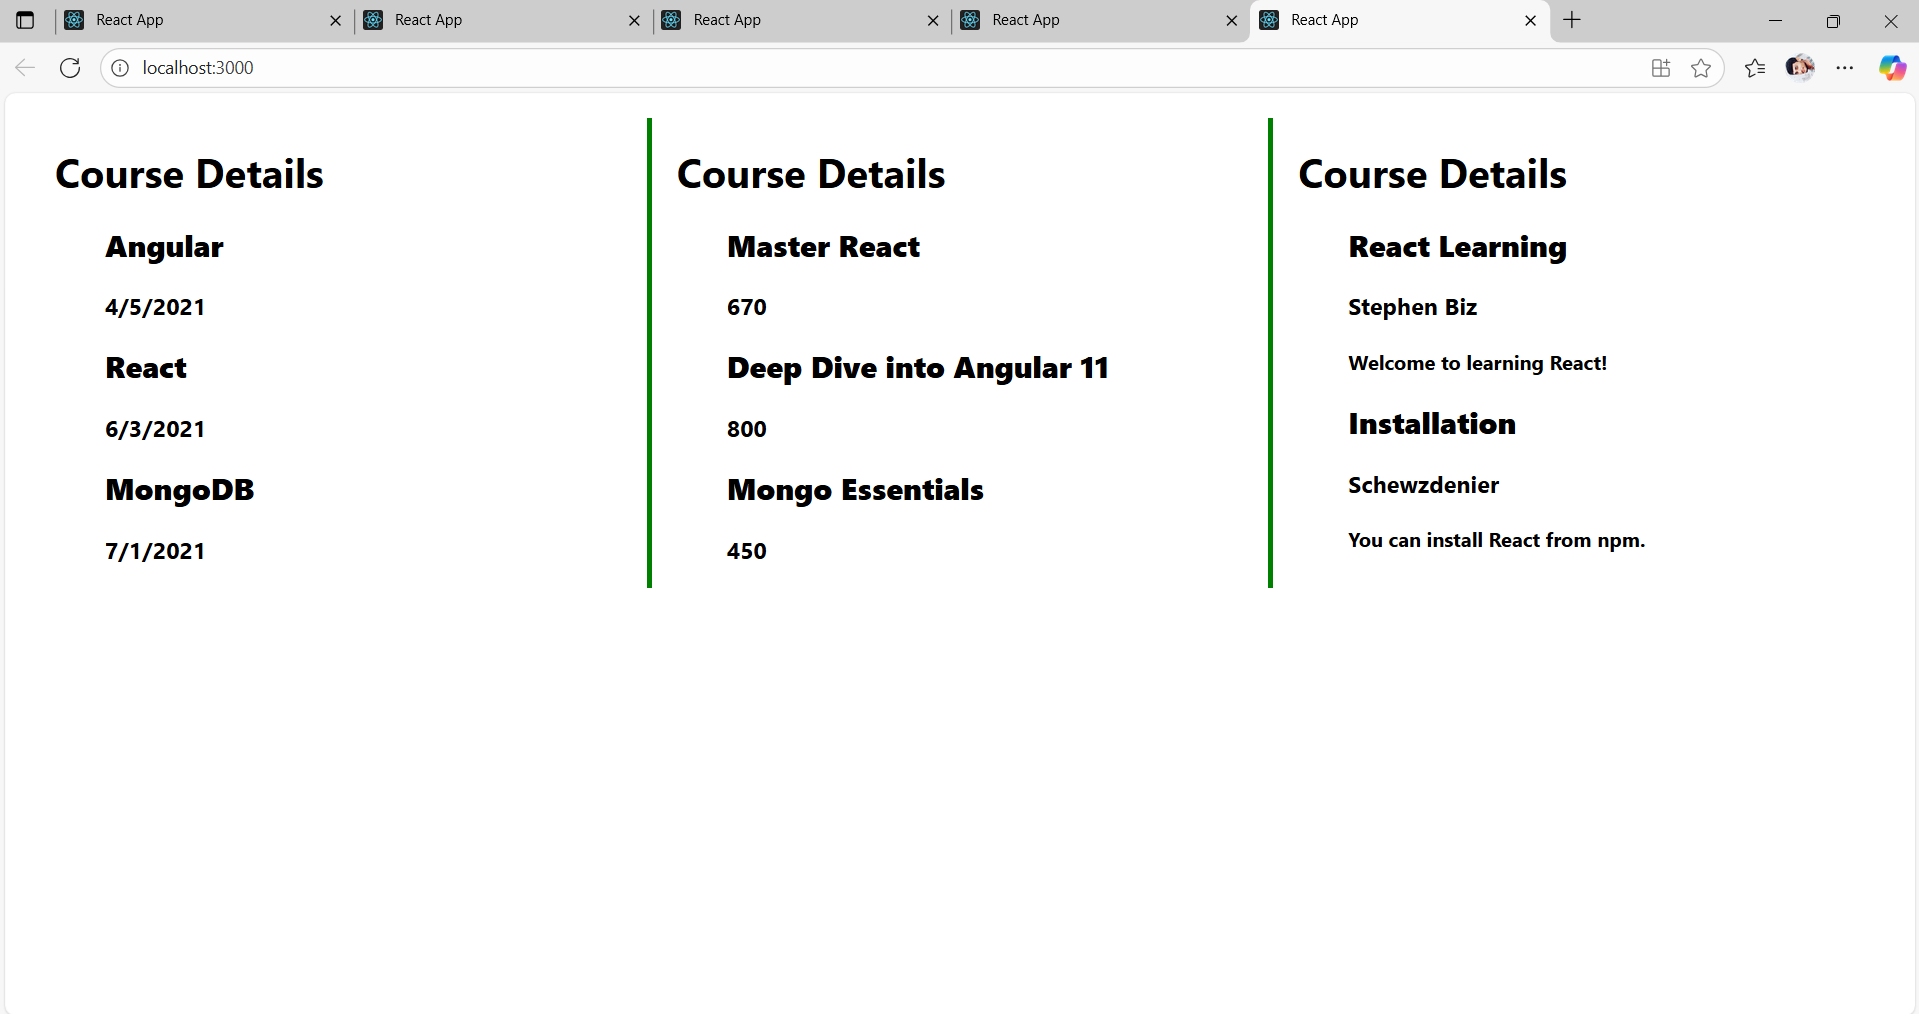 React App
React App
React App
React App
React App
localhost:3000
Course Details
Angular
4/5/2021
React
6/3/2021
MongoDB
7/1/2021
Course Details
Master React
670
Deep Dive into Angular 11
800
Mongo Essentials
450
Course Details
React Learning
Stephen Biz
Welcome to learning React!
Installation
Schewzdenier
You can install React from npm.